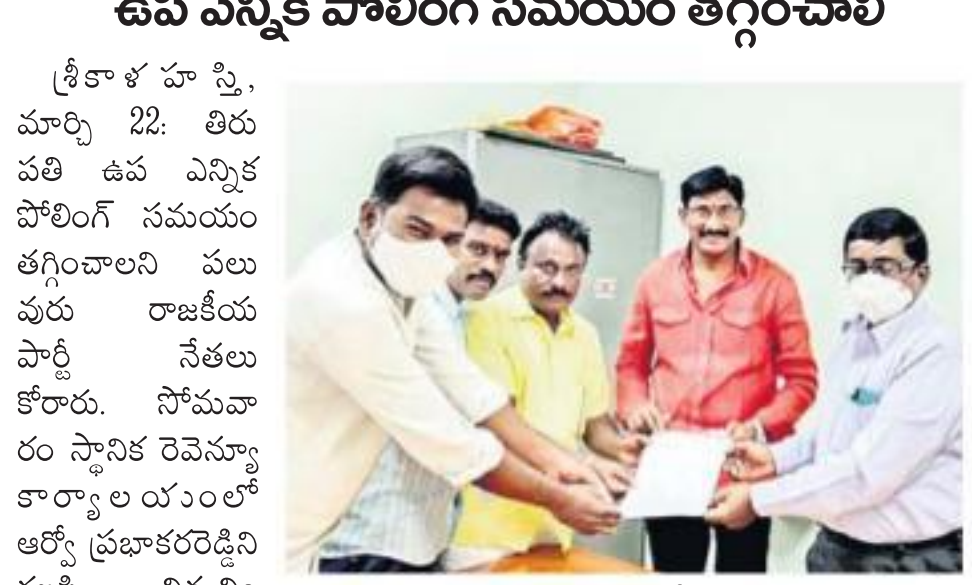 ఉప ఎన్నిక పోలింగ్ సమయం తగ్గించాలి
శ్రీకాళహస్తి,
మార్చి 22: తిరు
పతి ఉప ఎన్నిక
పోలింగ్ సమయం
తగ్గించాలని పలు
వురు రాజకీయ
పార్టీ నేతలు
కోరారు. సోమవా
రం స్థానిక రెవెన్యూ
కార్యాలయంలో
ఆర్వో ప్రభాకరరెడ్డిని